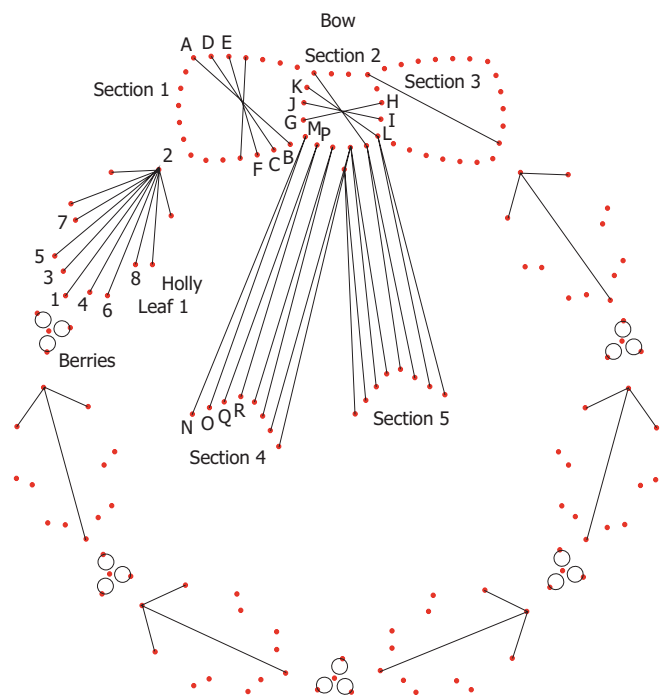 Bow
A D E
Section 2
Section 1
K
Section 3
J
H
G
I
M P
L
F C B
2
7
5
3
8
Holly
1
4
6
Leaf 1
Berries
N
O
Q
R
Section 5
Section 4